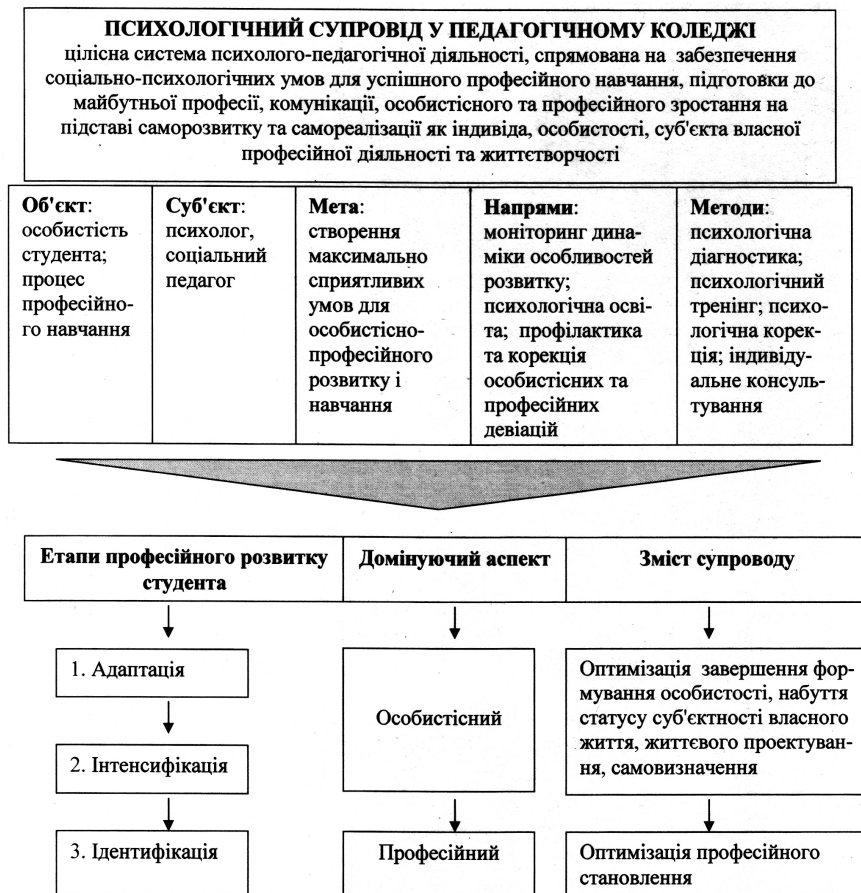 ПСИХОЛОГІЧНИЙ СУПРОВІД У ПЕДАГОГІЧНОМУ КОЛЕДЖІ
цілісна система психолого-педагогічної діяльності, спрямована на забезпечення
соціально-психологічних умов для успішного професійного навчання, підготовки до
майбутньої професії, комунікації, особистісного та професійного зростання на
підставі саморозвитку та самореалізації як індивіда, особистості, суб'єкта власної
професійної діяльності та життєтворчості
Об'єкт:
особистість
студента;
процес
професійно-
го навчання
Суб'єкт:
психолог,
соціальний
педагог
Мета:
створення
максимально
сприятливих
умов для
особистісно-
професійного
розвитку і
навчання
Напрями:
моніторинг дина-
міки особливостей
розвитку;
психологічна осві-
та; профілактика
та корекція
особистісних та
професійних
девіацій
Методи:
психологічна
діагностика;
психологічний
тренінг; психо-
логічна корек-
ція; індивіду-
альне консуль-
тування
Етапи професійного розвитку
студента
Домінуючий аспект
Зміст супроводу
1. Адаптація
2. Інтенсифікація
3. Ідентифікація
Особистісний
Професійний
Оптимізація завершення фор-
мування особистості, набуття
статусу суб'єктності власного
життя, життєвого проектуван-
ня, самовизначення
Оптимізація професійного
становлення